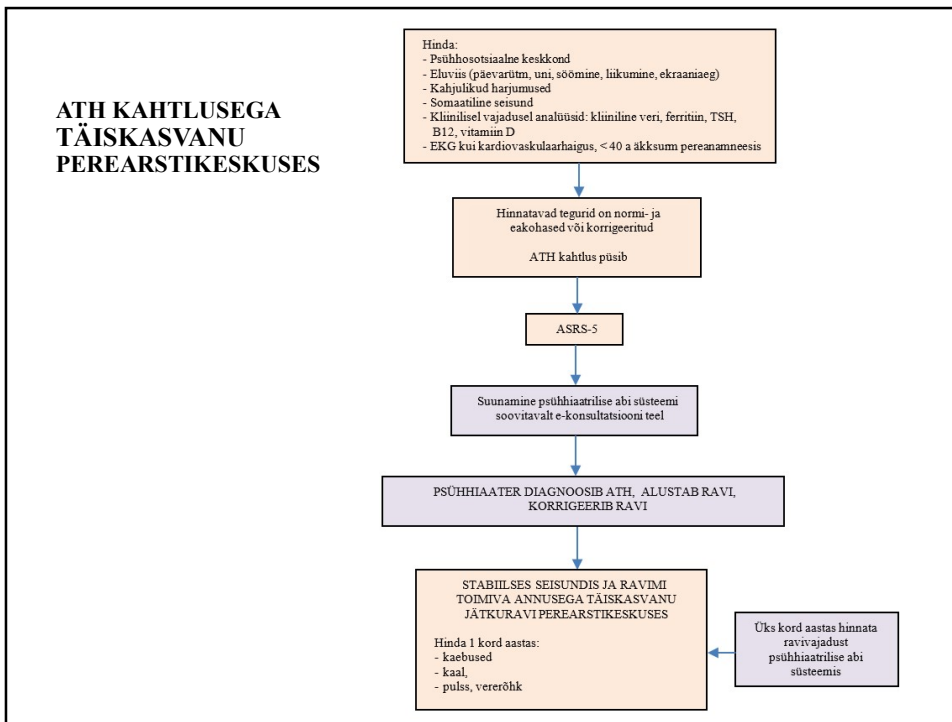 ATH KAHTLUSEGA
TÄISKASVANU
PEREARSTIKESKUSES
Hinda:
- Psühhosotsiaalne keskkond
- Eluviis (päevarütm, uni, söömine, liikumine, ekraaniaeg)
- Kahjulikud harjumused
- Somaatiline seisund
- Kliinilisel vajadusel analüüsid: kliiniline veri, ferritiin, TSH,
B12, vitamiin D
- EKG kui kardiovaskulaarhaigus, < 40 a äkksurm pereanamneesis
Hinnatavad tegurid on normi- ja
eakohased või korrigeeritud
ATH kahtlus püsib
ASRS-5
Suunamine psühhiaatrilise abi süsteemi
soovitavalt e-konsultatsiooni teel
PSÜHHIAATER DIAGNOOSIB ATH, ALUSTAB RAVI,
KORRIGEERIB RAVI
STABIILSES SEISUNDIS JA RAVIMI
TOIMIVA ANNUSEGA TÄISKASVANU
JÄTKURAVI PEREARSTIKESKUSES
Hinda 1 kord aastas:
- kaebused
- kaal,
- pulss, vererõhk
Üks kord aastas hinnata
ravivajadust
psühhiaatrilise abi
süsteemis